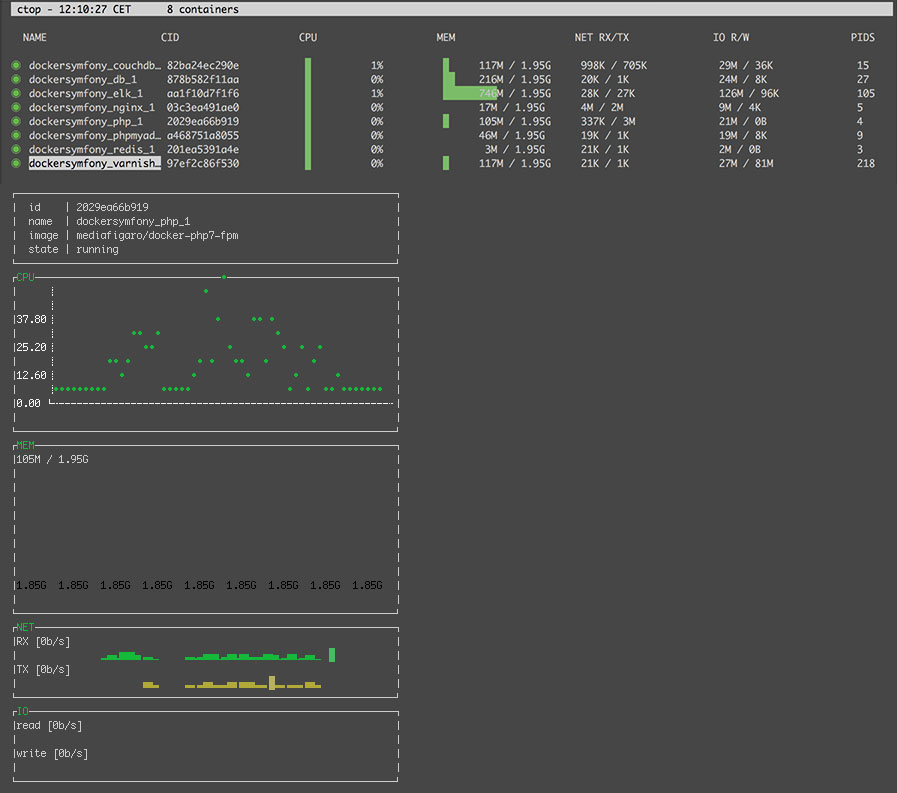 ctop - 12:10:27 CET 8 containers
NAME CID CPU MEM NET RX/TX IO R/W PIDS
dockersymfony_couchdb… 82ba24ec290e 1% 117M / 1.95G 998K / 705K 29M / 36K 15
dockersymfony_db_1 878b582f11aa 0% 216M / 1.95G 20K / 1K 24M / 8K 27
dockersymfony_elk_1 aa1f10d7f1f6 1% 746M / 1.95G 28K / 27K 126M / 96K 105
dockersymfony_nginx_1 03c3ea491ae0 0% 17M / 1.95G 4M / 2M 9M / 4K 5
dockersymfony_php_1 2029ea66b919 0% 105M / 1.95G 337K / 3M 21M / 0B 4
dockersymfony_phpmyad… a468751a8055 0% 46M / 1.95G 19K / 1K 19M / 8K 9
dockersymfony_redis_1 201ea5391a4e 0% 3M / 1.95G 21K / 1K 2M / 0B 3
dockersymfony_varnish… 97ef2c86f530 0% 117M / 1.95G 21K / 1K 27M / 81M 218
id | 2029ea66b919
name | dockersymfony_php_1
image | mediafigaro/docker-php7-fpm
state | running
CPU
37.80
25.20
12.60
0.00
MEM
105M / 1.95G
1.85G 1.85G 1.85G 1.85G 1.85G 1.85G 1.85G 1.85G 1.85G
NET
RX [0b/s]
TX [0b/s]
IO
read [0b/s]
write [0b/s]